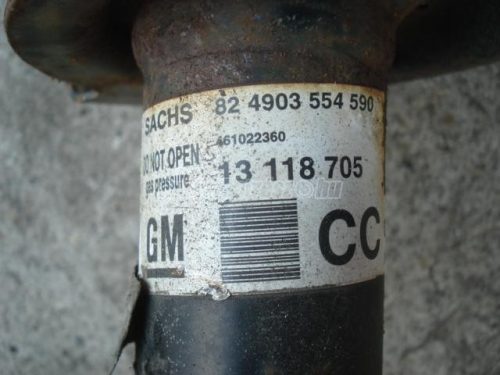 SACHS 82 4903 554 590
461022360
DO NOT OPEN
gas pressure 13 118 705
GM CC